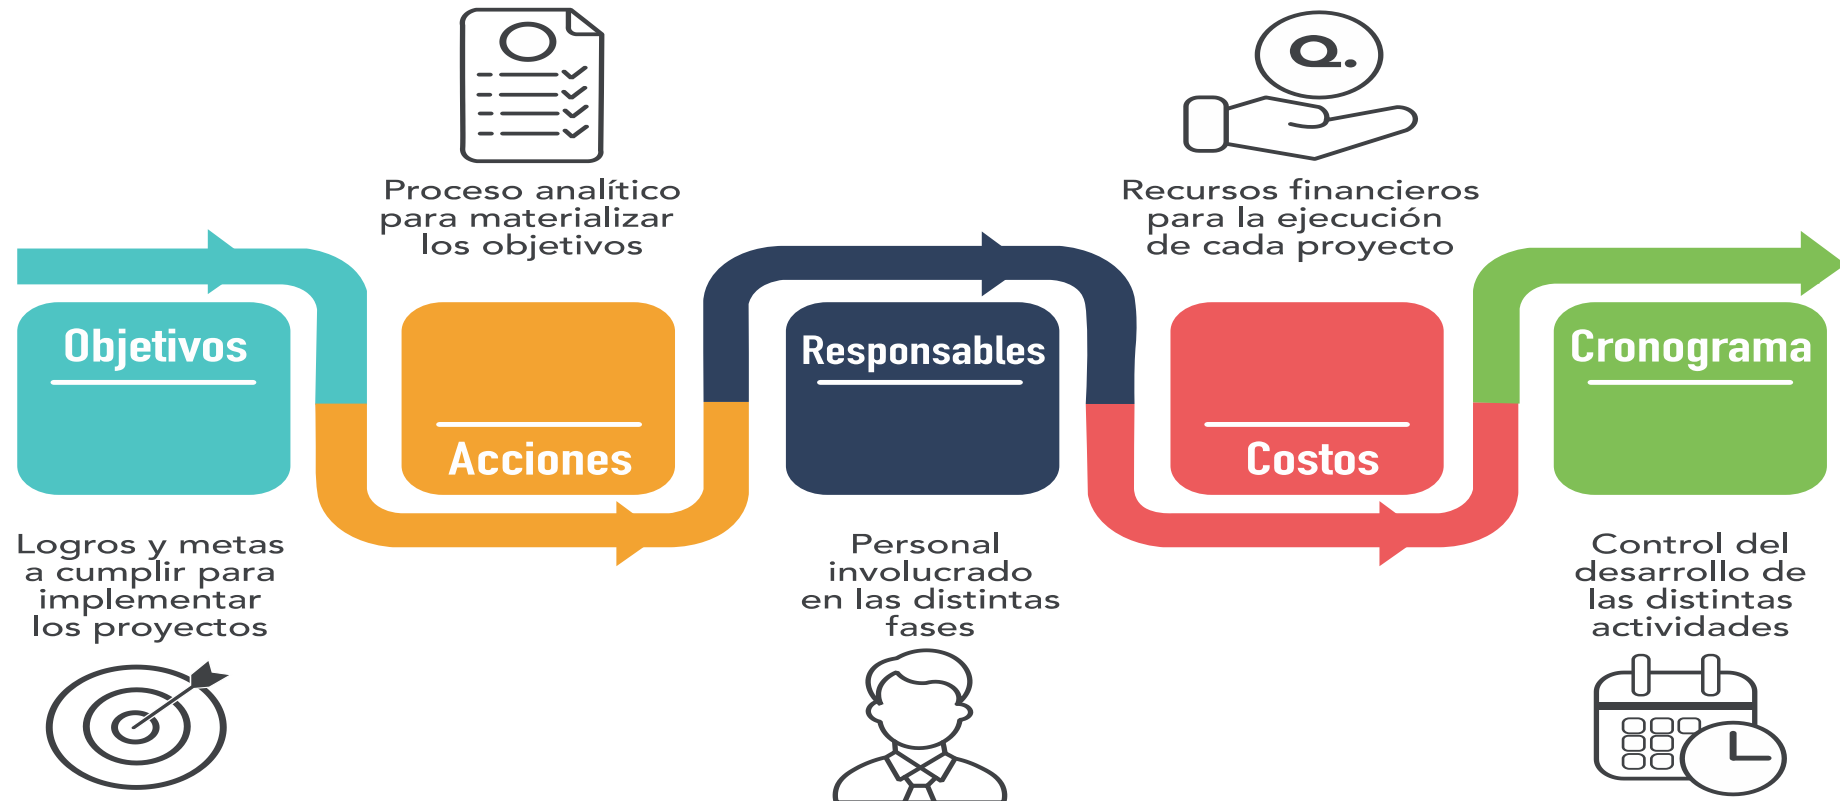 Objetivos
Logros y metas
a cumplir para
implementar
los proyectos
Proceso analítico
para materializar
los objetivos
Acciones
Responsables
Personal
involucrado
en las distintas
fases
Q.
Recursos financieros
para la ejecución
de cada proyecto
Costos
Cronograma
Control del
desarrollo de
las distintas
actividades